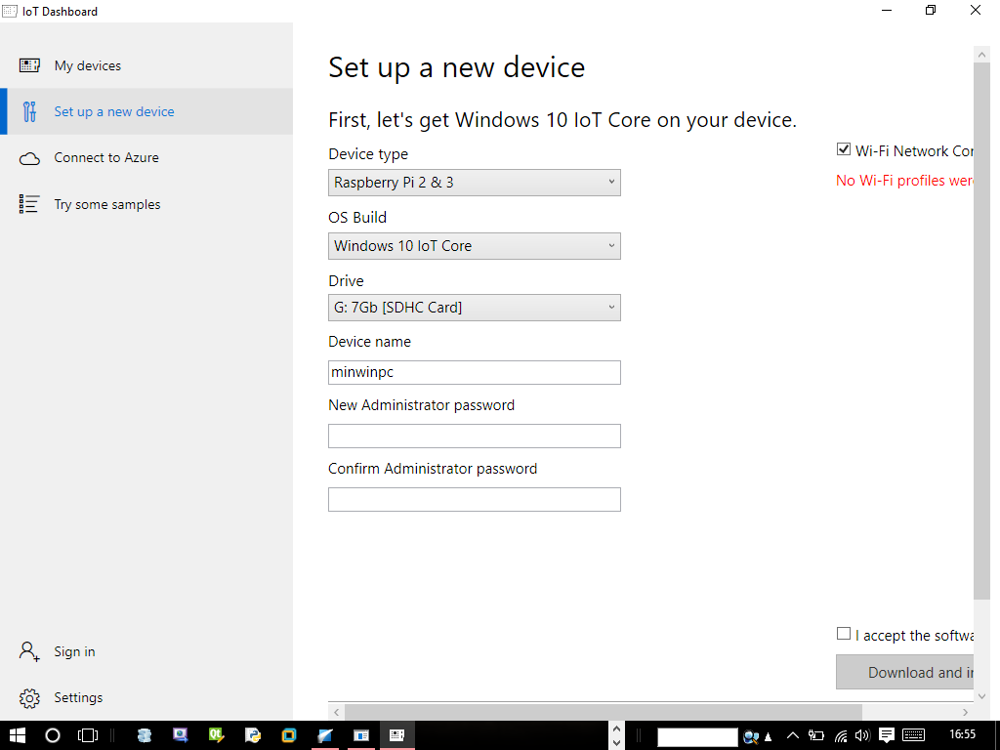 IoT Dashboard
My devices
Set up a new device
Connect to Azure
Try some samples
Sign in
Settings
Set up a new device
First, let's get Windows 10 IoT Core on your device.
Device type
Raspberry Pi 2 & 3
OS Build
Windows 10 IoT Core
Drive
G: 7Gb [SDHC Card]
Device name
minwinpc
New Administrator password
Confirm Administrator password
Wi-Fi Network Con
No Wi-Fi profiles were
I accept the softwa
Download and in
16:55